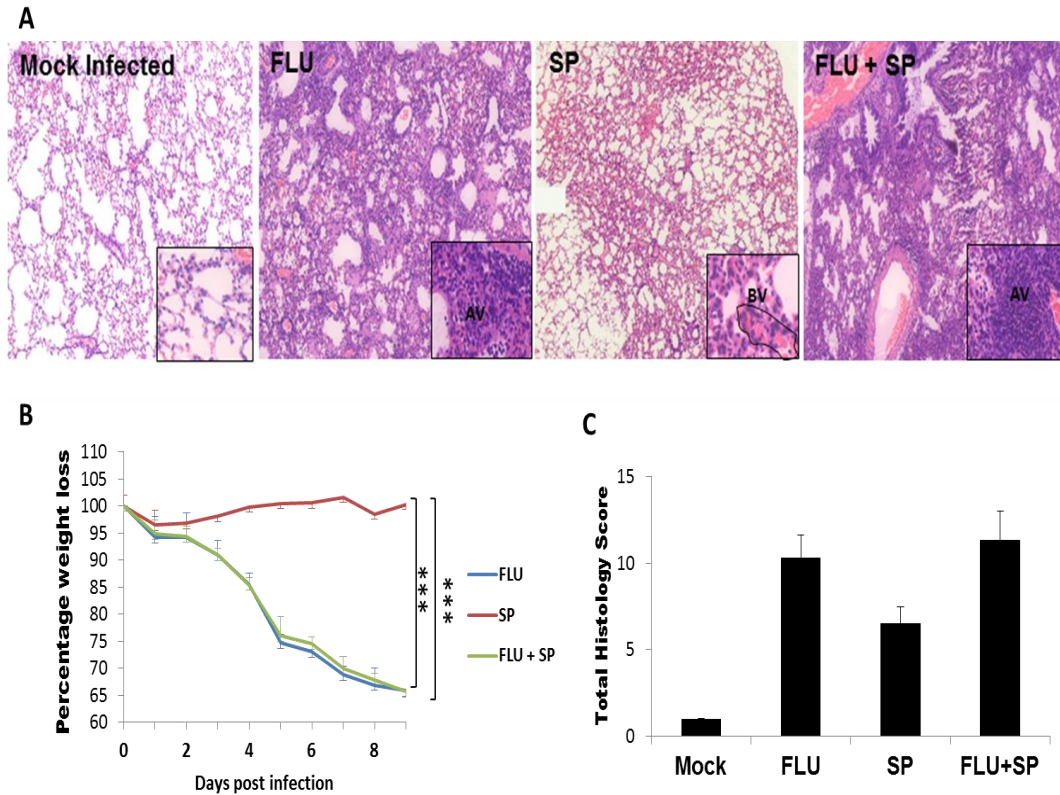 A
Mock Infected
FLU
SP
FLU + SP
AV
BV
AV
B
Percentage weight loss
110
105
100
95
90
85
80
75
70
65
60
0 2 4 6 8
Days post infection
***
***
FLU
SP
FLU + SP
C
Total Histology Score
15
10
5
0
Mock FLU SP FLU+SP